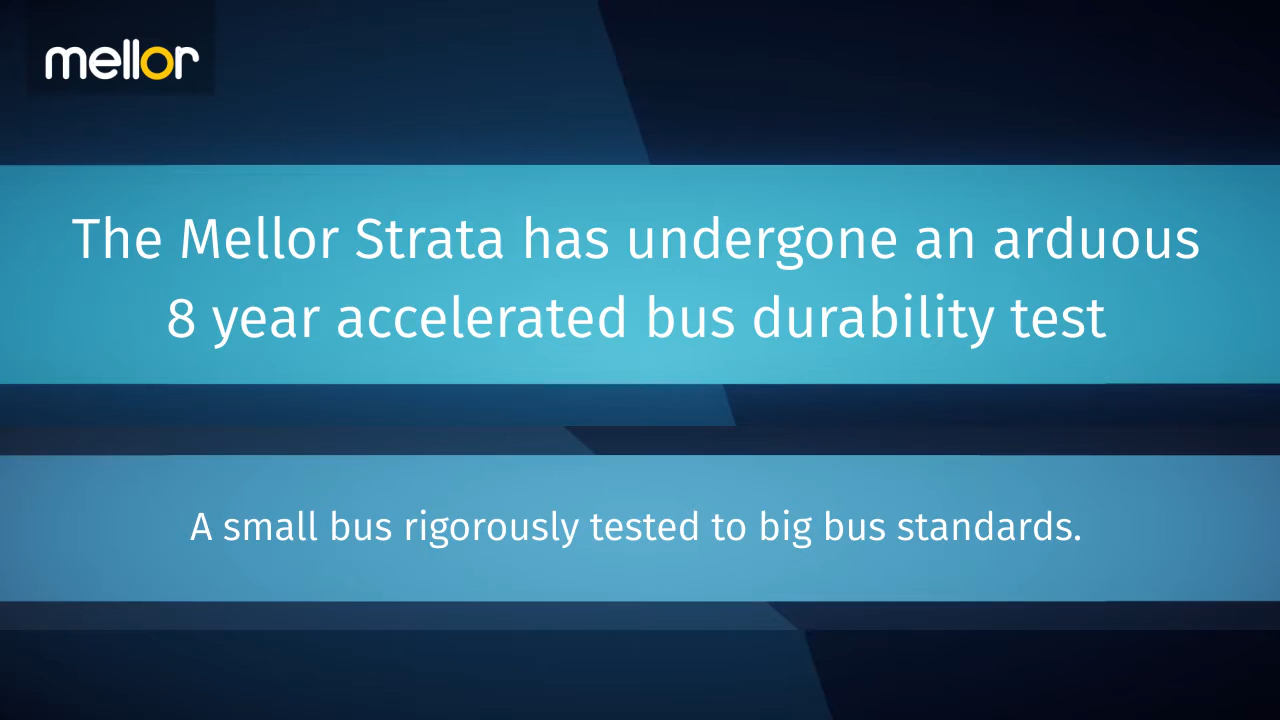 mellor
The Mellor Strata has undergone an arduous
8 year accelerated bus durability test
A small bus rigorously tested to big bus standards.